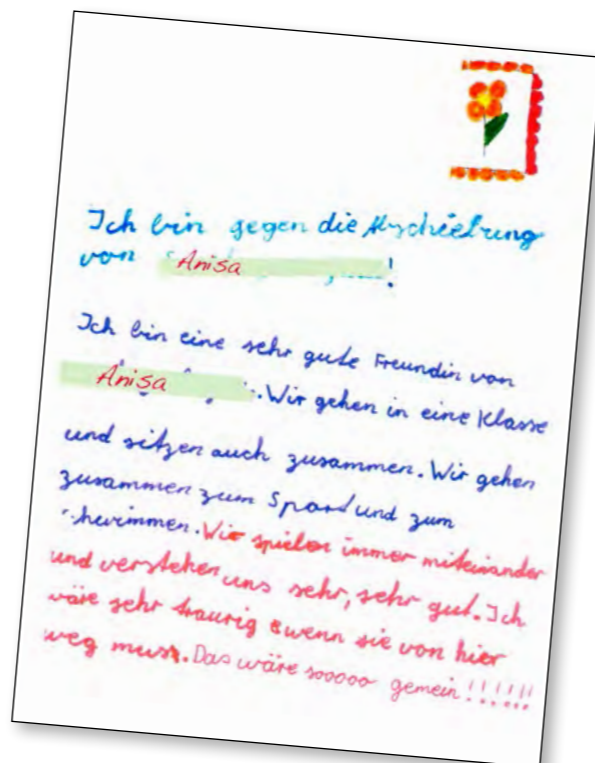 Ich bin gegen die Abschiebung
von Anisa !
Ich bin eine sehr gute Freundin von
Anisa . Wir gehen in eine Klasse
und sitzen auch zusammen. Wir gehen
zusammen zum Spord und zum
schwimmen. Wir spielen immer miteinander
und verstehen uns sehr, sehr gut. Ich
wäre sehr traurig wenn sie von hier
weg muss. Das wäre sooooo gemein !!!!!!